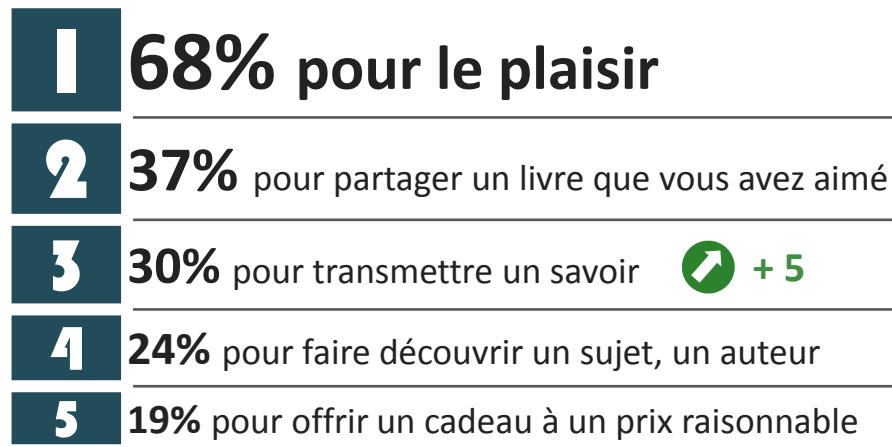 1 68% pour le plaisir
2 37% pour partager un livre que vous avez aimé
3 30% pour transmettre un savoir + 5
4 24% pour faire découvrir un sujet, un auteur
5 19% pour offrir un cadeau à un prix raisonnable